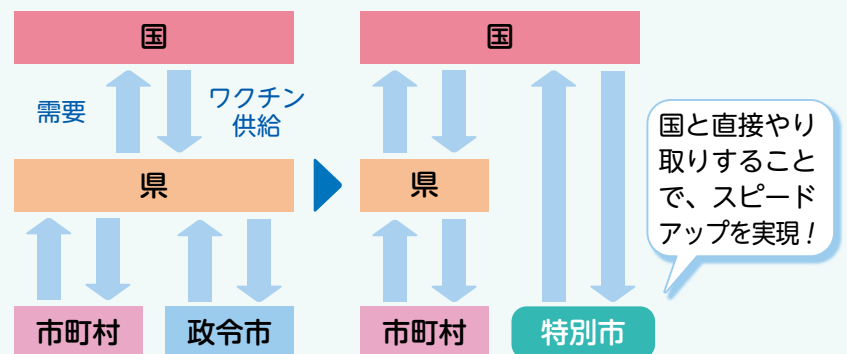 国
需要
ワクチン
供給
県
市町村
政令市
国
県
市町村
特別市
国と直接やり
取りすること
で、スピード
アップを実現！